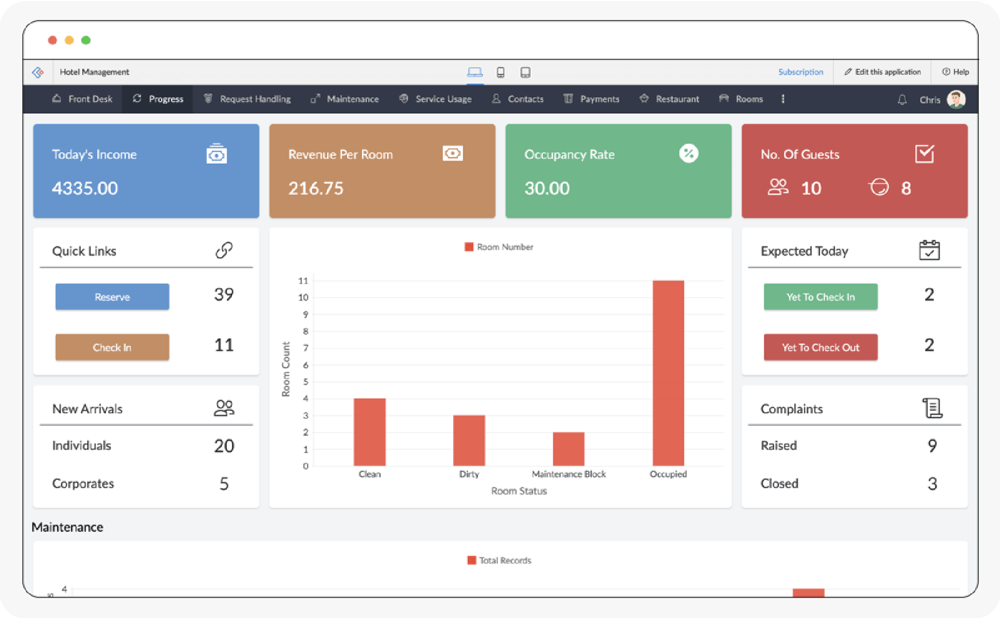 Hotel Management
Subscription
Edit this application
Help
Front Desk
Progress
Request Handling
Maintenance
Service Usage
Contacts
Payments
Restaurant
Rooms
Chris
Today's Income
4335.00
Revenue Per Room
216.75
Occupancy Rate
30.00
No. Of Guests
10
8
Quick Links
Reserve
39
Check In
11
New Arrivals
Individuals
20
Corporates
5
Room Number
11
10
9
8
7
6
5
4
3
2
1
0
Room Count
Clean
Dirty
Maintenance Block
Occupied
Room Status
Expected Today
Yet To Check In
2
Yet To Check Out
2
Complaints
Raised
9
Closed
3
Maintenance
Total Records
4